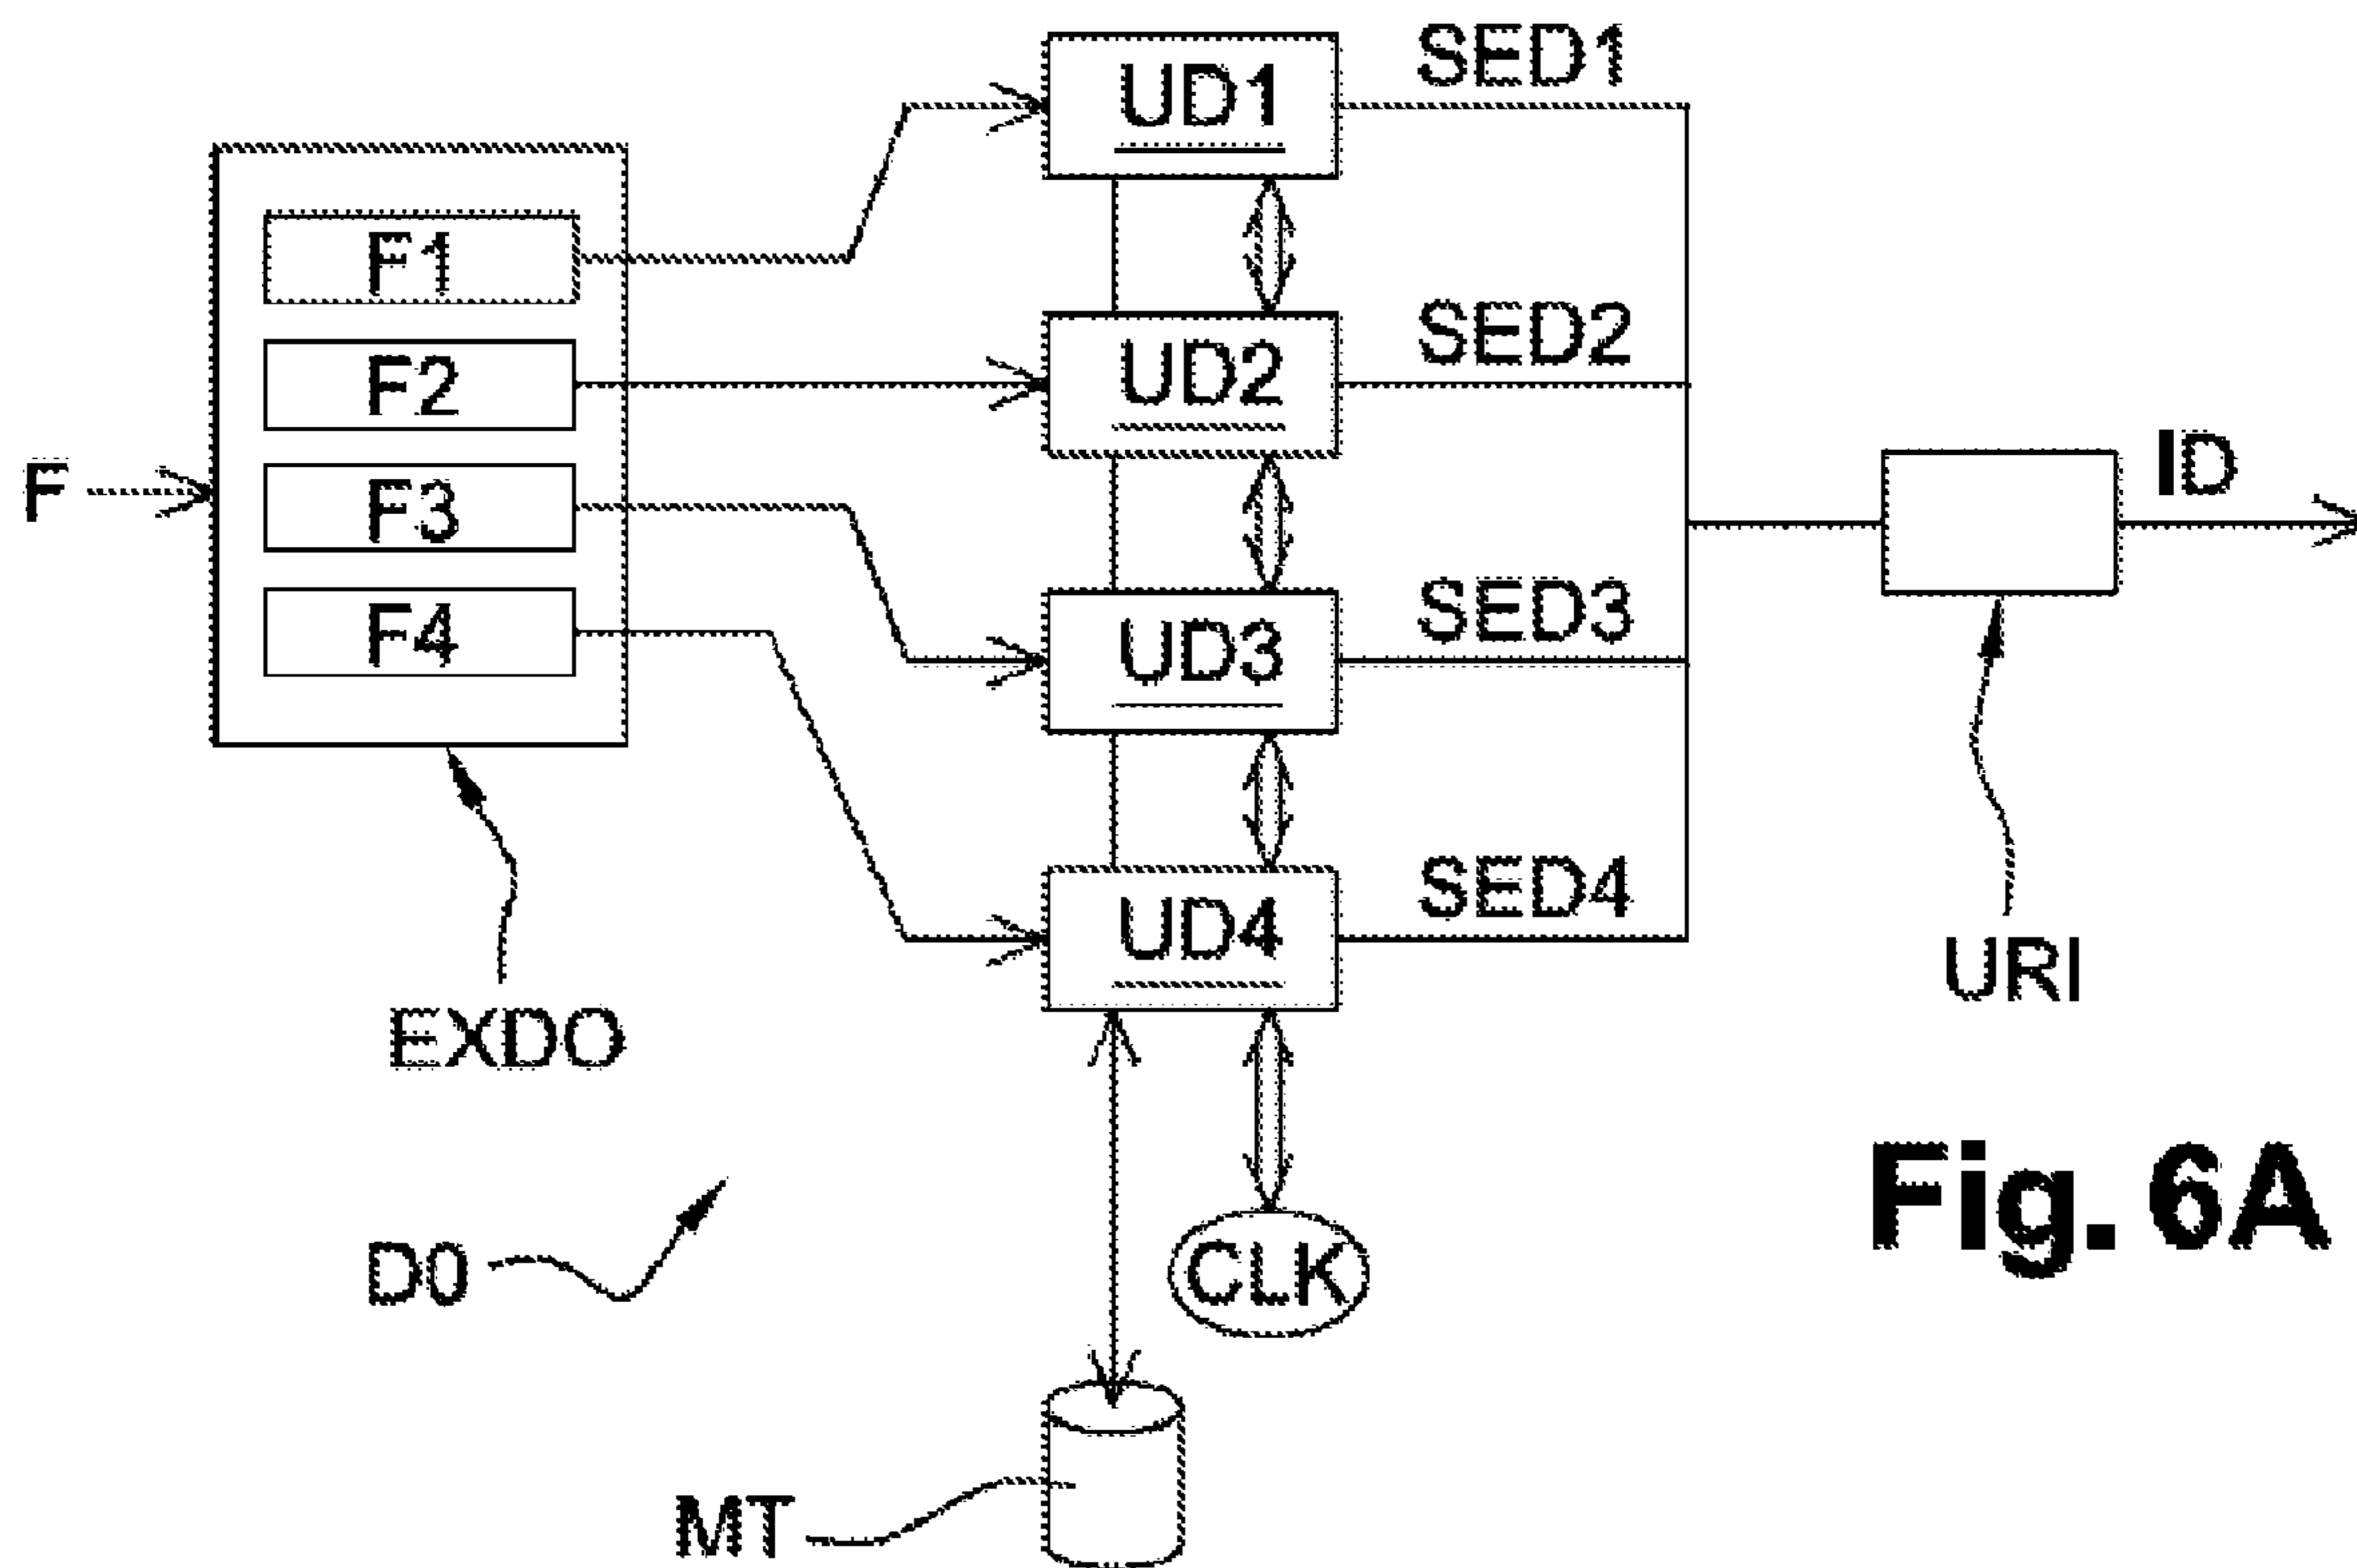 UD1
SED1
F1
F2
UD2
SED2
F
F3
ID
F4
UD3
SED3
UD4
SED4
URI
EXDO
Fig. 6A
D0
CLK
MT